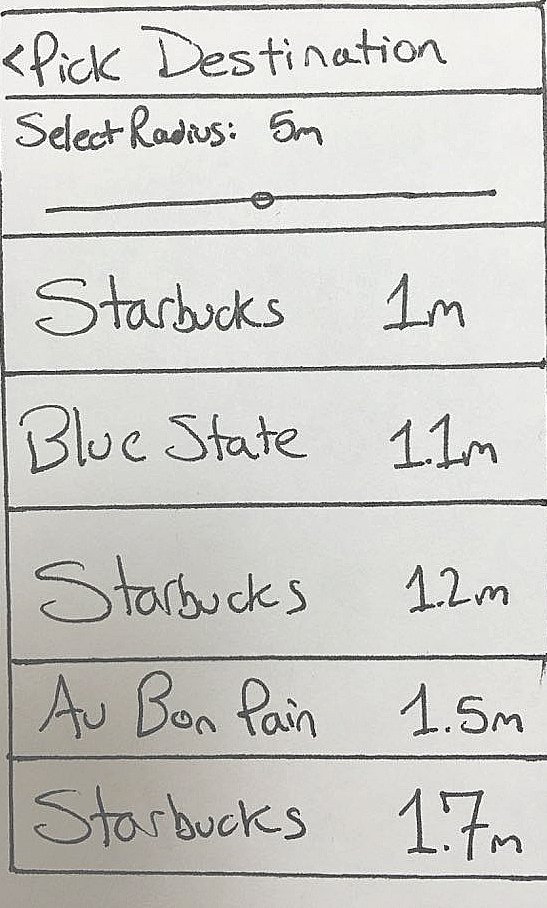 <Pick Destination
Select Radius: 5m
Starbucks 1m
Blue State 1.1m
Starbucks 1.2m
Au Bon Pain 1.5m
Starbucks 1.7m